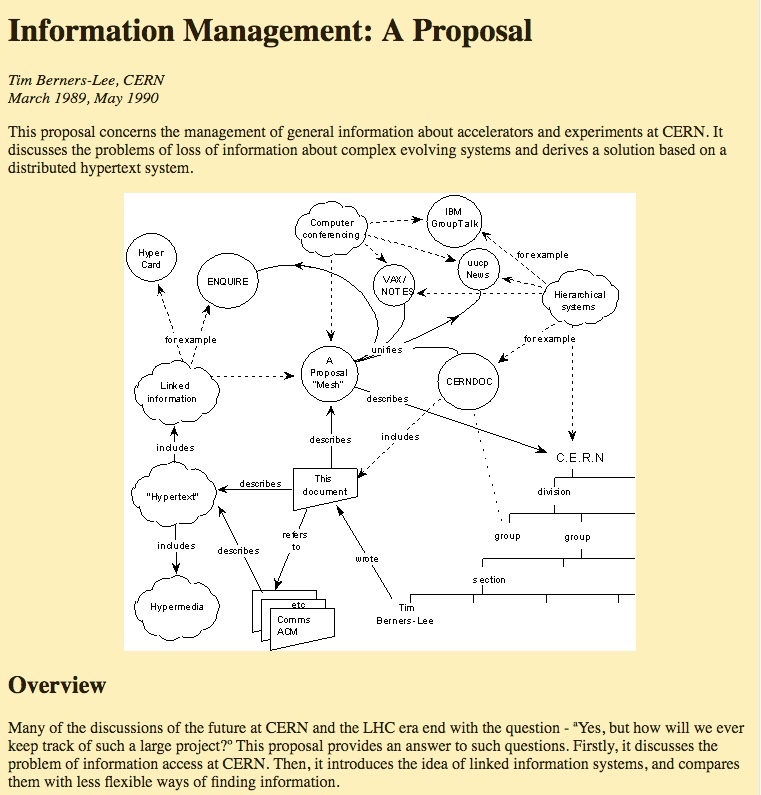 Information Management: A Proposal
Tim Berners-Lee, CERN
March 1989, May 1990
This proposal concerns the management of general information about accelerators and experiments at CERN. It
discusses the problems of loss of information about complex evolving systems and derives a solution based on a
distributed hypertext system.
IBM
GroupTalk
Computer
conferencing
Hyper
Card
for example
uucp
News
ENQUIRE
VAX/
NOTES
Hierarchical
systems
for example
unifies
for example
A
Proposal
"Mesh"
CERNDOC
Linked
information
describes
includes
describes
includes
C.E.R.N
This
document
describes
"Hypertext"
division
refers
to
group
group
includes
describes
wrote
section
Hypermedia
etc
Tim
Berners-Lee
Comms
ACM
Overview
Many of the discussions of the future at CERN and the LHC era end with the question - ªYes, but how will we ever
keep track of such a large project?º This proposal provides an answer to such questions. Firstly, it discusses the
problem of information access at CERN. Then, it introduces the idea of linked information systems, and compares
them with less flexible ways of finding information.